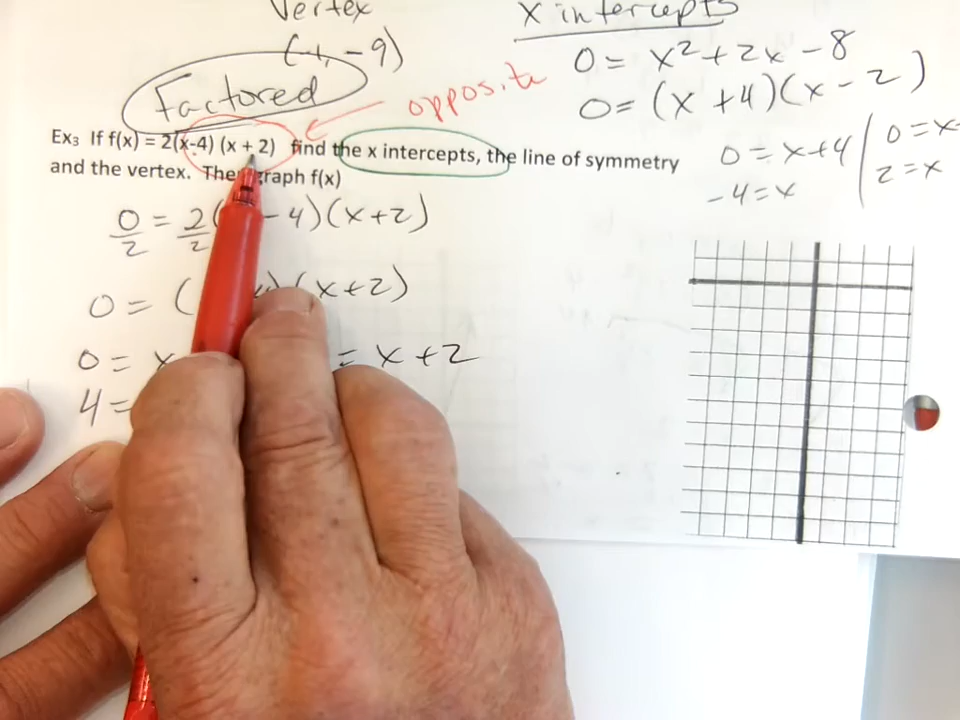 Vertex
(-1, -9)
x intercepts
0 = x² + 2x - 8
0 = (x + 4)(x - 2)
0 = x + 4 | 0 = x-
-4 = x | 2 = x
Factored
opposite
Ex3 If f(x) = 2(x-4) (x + 2) find the x intercepts, the line of symmetry
and the vertex. The graph f(x)
0/2 = 2/2( - 4)(x+2)
0 = ( )(x+2)
0 = x = x + 2
4 =